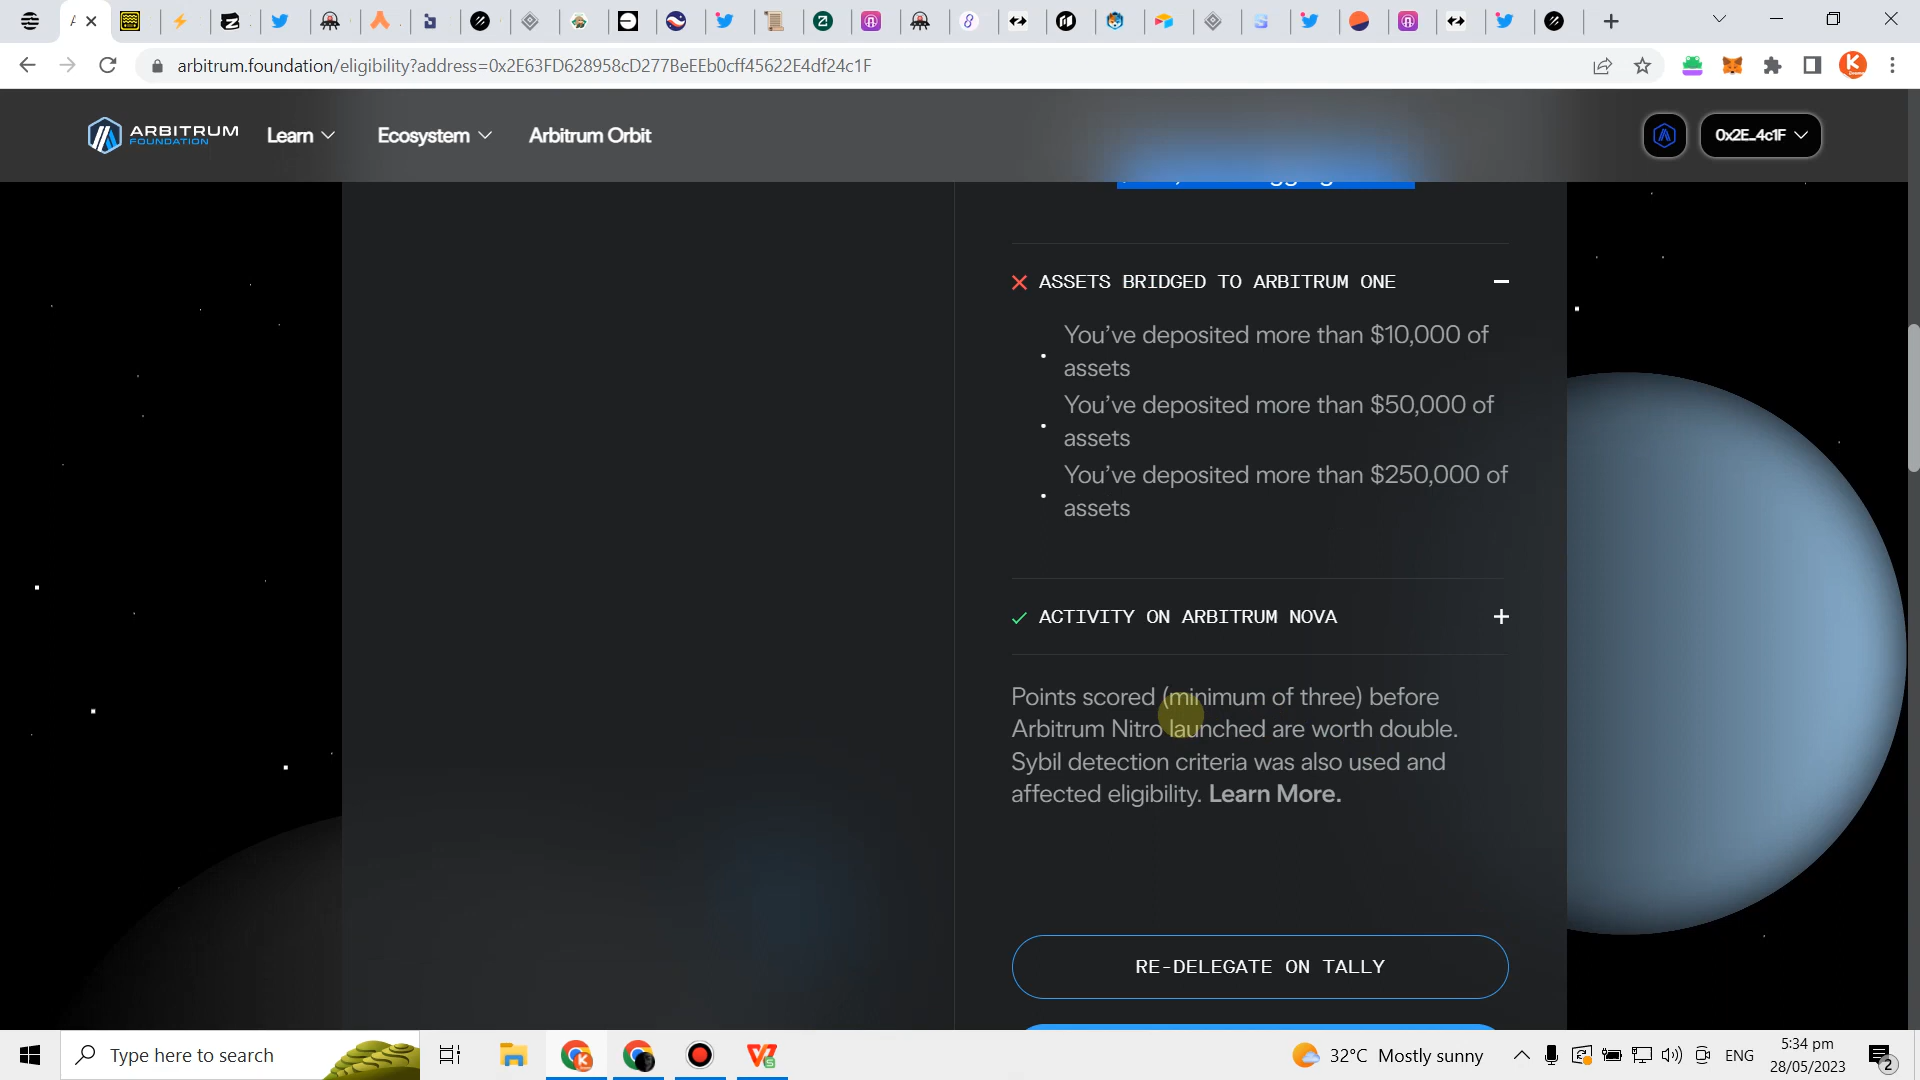 arbitrum.foundation/eligibility?address=0x2E63FD628958cD277BeEEb0cff45622E4df24c1F
ARBITRUM
FOUNDATION
Learn
Ecosystem
Arbitrum Orbit
0x2E_4c1F
ASSETS BRIDGED TO ARBITRUM ONE
You’ve deposited more than $10,000 of
assets
You’ve deposited more than $50,000 of
assets
You’ve deposited more than $250,000 of
assets
ACTIVITY ON ARBITRUM NOVA
Points scored (minimum of three) before
Arbitrum Nitro launched are worth double.
Sybil detection criteria was also used and
affected eligibility. Learn More.
RE-DELEGATE ON TALLY
Type here to search
32°C Mostly sunny
ENG
5:34 pm
28/05/2023
2